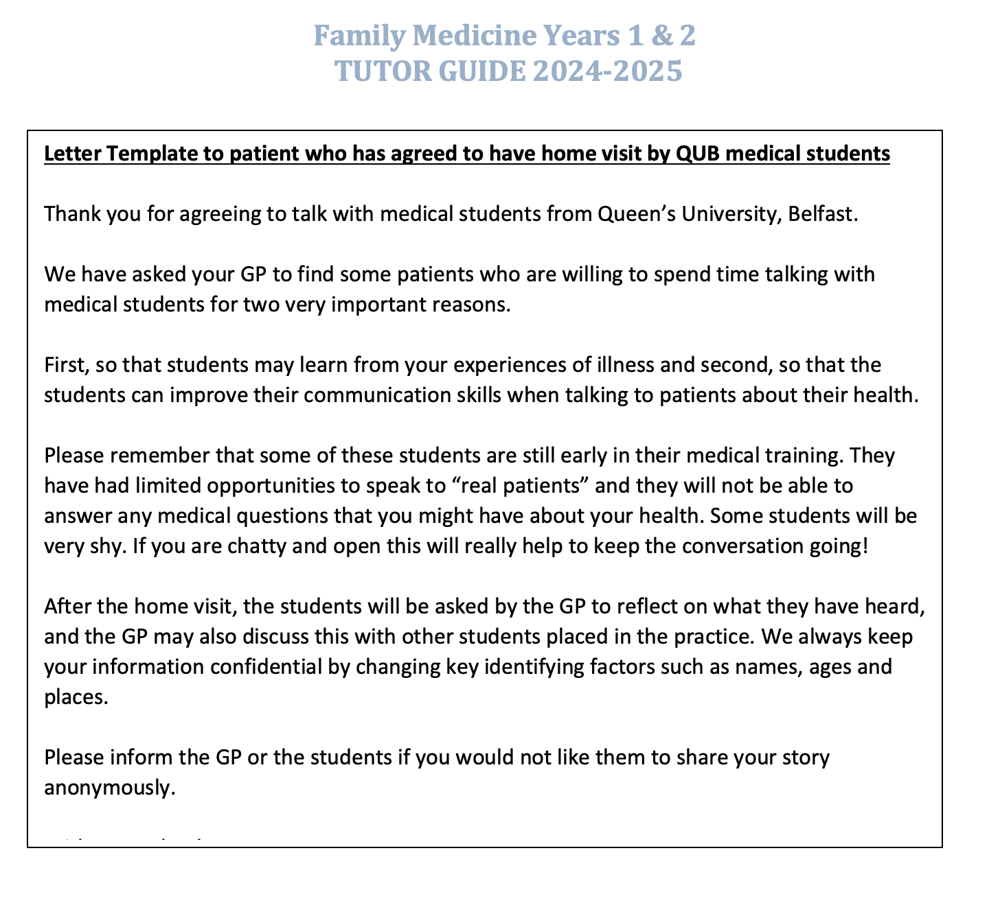 Family Medicine Years 1 & 2
TUTOR GUIDE 2024-2025
Letter Template to patient who has agreed to have home visit by QUB medical students
Thank you for agreeing to talk with medical students from Queen’s University, Belfast.
We have asked your GP to find some patients who are willing to spend time talking with
medical students for two very important reasons.
First, so that students may learn from your experiences of illness and second, so that the
students can improve their communication skills when talking to patients about their health.
Please remember that some of these students are still early in their medical training. They
have had limited opportunities to speak to “real patients” and they will not be able to
answer any medical questions that you might have about your health. Some students will be
very shy. If you are chatty and open this will really help to keep the conversation going!
After the home visit, the students will be asked by the GP to reflect on what they have heard,
and the GP may also discuss this with other students placed in the practice. We always keep
your information confidential by changing key identifying factors such as names, ages and
places.
Please inform the GP or the students if you would not like them to share your story
anonymously.